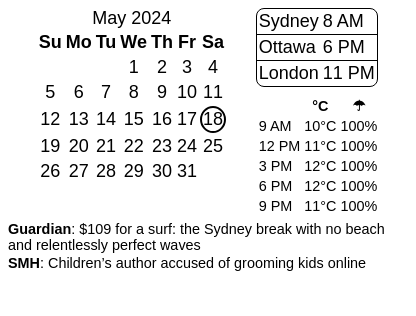 May 2024
Su Mo Tu We Th Fr Sa
1 2 3 4
5 6 7 8 9 10 11
12 13 14 15 16 17 18
19 20 21 22 23 24 25
26 27 28 29 30 31
Sydney 8 AM
Ottawa 6 PM
London 11 PM
°C ☂
9 AM 10°C 100%
12 PM 11°C 100%
3 PM 12°C 100%
6 PM 12°C 100%
9 PM 11°C 100%
Guardian: $109 for a surf: the Sydney break with no beach
and relentlessly perfect waves
SMH: Children’s author accused of grooming kids online